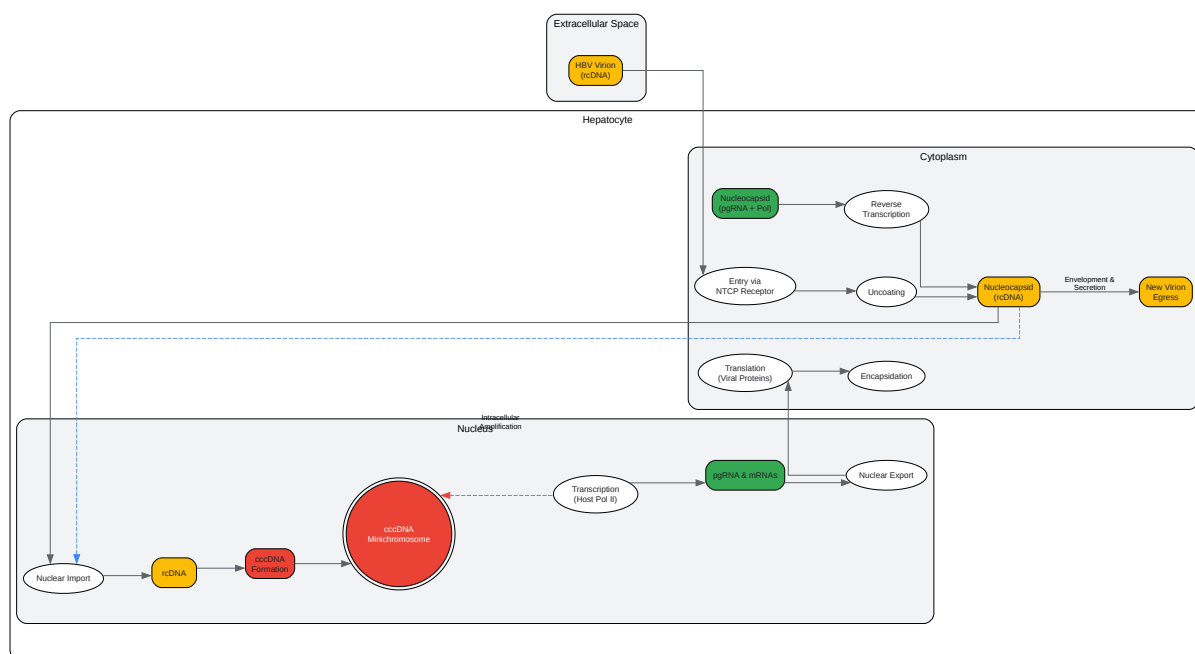 Extracellular Space
HBV Virion
(rcDNA)
Hepatocyte
Cytoplasm
Nucleocapsid
(pgRNA + Pol)
Reverse
Transcription
Entry via
NTCP Receptor
Uncoating
Nucleocapsid
(rcDNA)
Envelopment &
Secretion
New Virion
Egress
Translation
(Viral Proteins)
Encapsidation
Intracellular
Amplification
Nucleus
Transcription
(Host Pol II)
pgRNA & mRNAs
Nuclear Export
cccDNA
Minichromosome
Nuclear Import
rcDNA
cccDNA
Formation